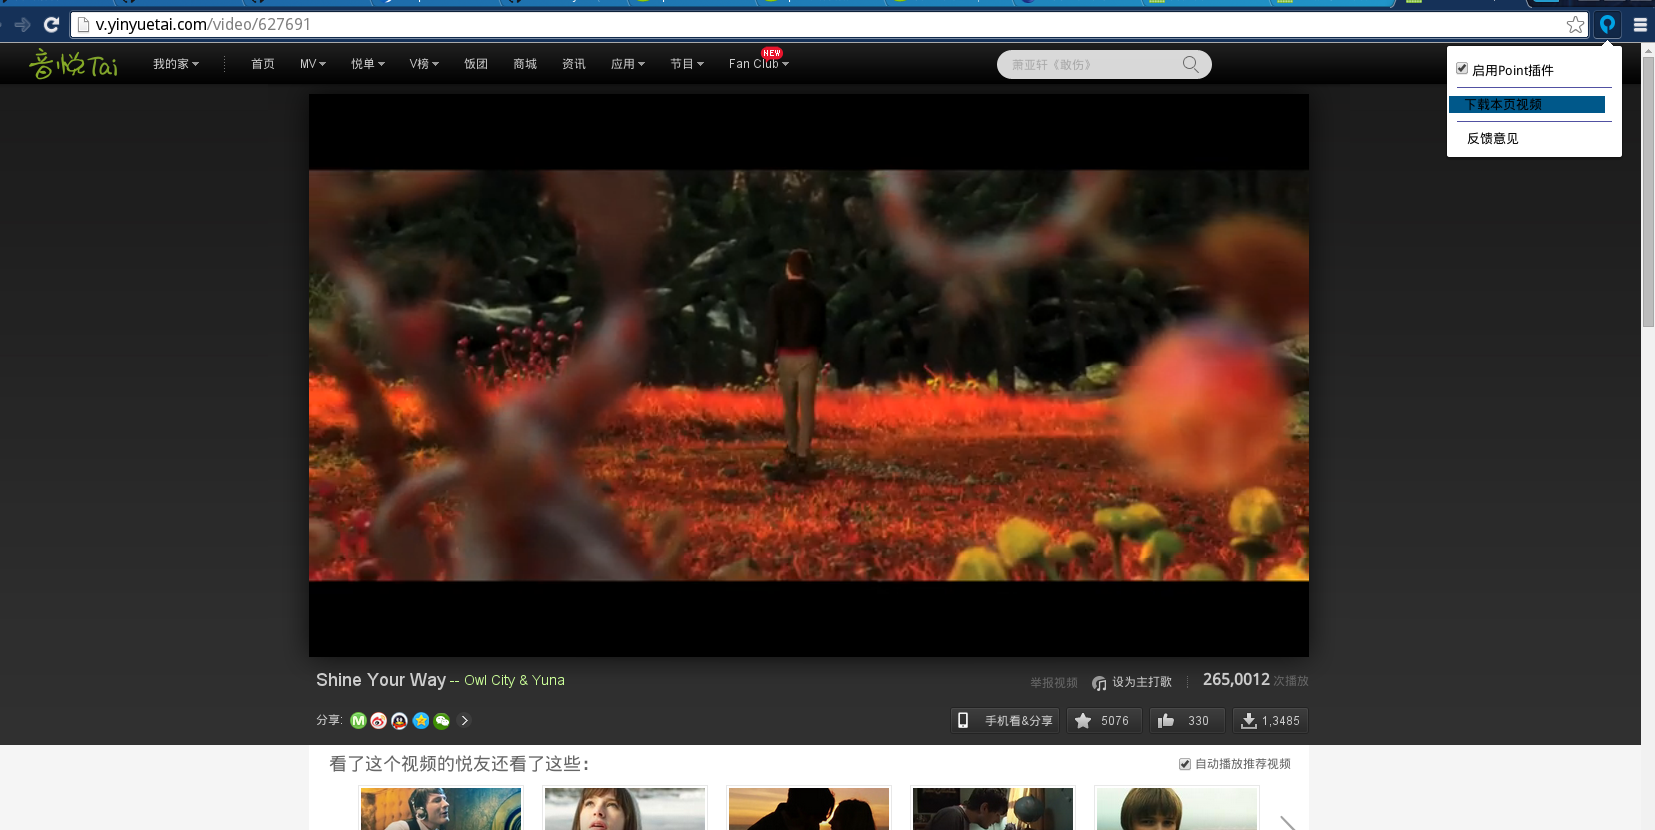 v.yinyuetai.com/video/627691
音悦Tai
我的家
首页
MV
悦单
V榜
饭团
商城
资讯
应用
节目
Fan Club
NEW
萧亚轩《敢伤》
启用Point插件
下载本页视频
反馈意见
Shine Your Way -- Owl City & Yuna
举报视频
设为主打歌
265,0012 次播放
分享:
手机看&分享
5076
330
1,3485
看了这个视频的悦友还看了这些:
自动播放推荐视频